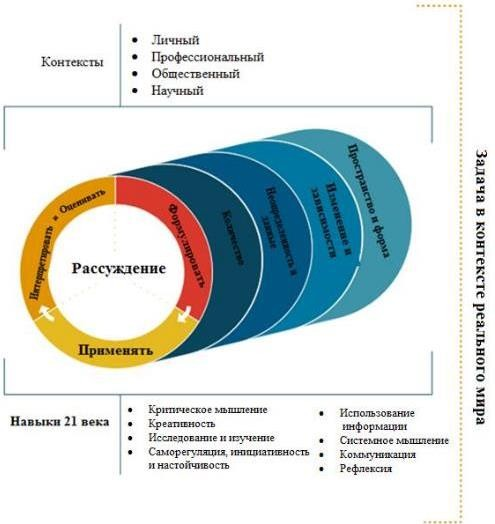 Контексты
Личный
Профессиональный
Общественный
Научный
Интерпретировать и Оценивать
Формулировать
Применять
Рассуждение
Количество
Неопределенность и
данные
Изменение и
зависимости
Пространство и форма
Задача в контексте реального мира
Навыки 21 века
Критическое мышление
Креативность
Исследование и изучение
Саморегуляция, инициативность
и настойчивость
Использование
информации
Системное мышление
Коммуникация
Рефлексия